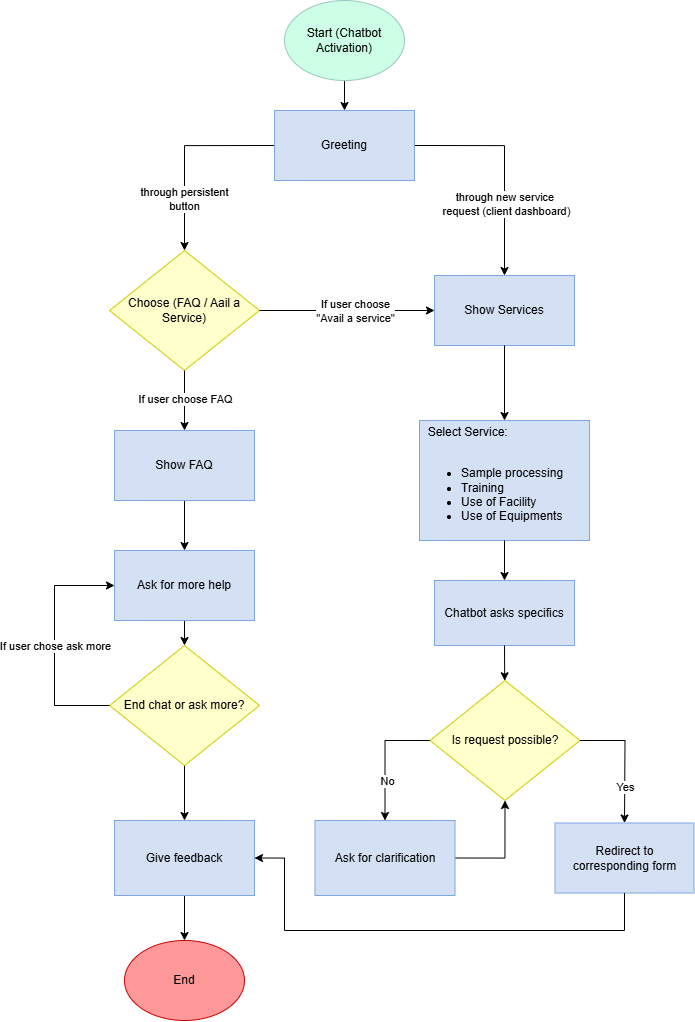 Start (Chatbot
Activation)
Greeting
through persistent
button
through new service
request (client dashboard)
Choose (FAQ / Aail a
Service)
If user choose
"Avail a service"
Show Services
If user choose FAQ
Show FAQ
Select Service:
Sample processing
Training
Use of Facility
Use of Equipments
Ask for more help
Chatbot asks specifics
If user chose ask more
End chat or ask more?
Is request possible?
No
Yes
Give feedback
Ask for clarification
Redirect to
corresponding form
End